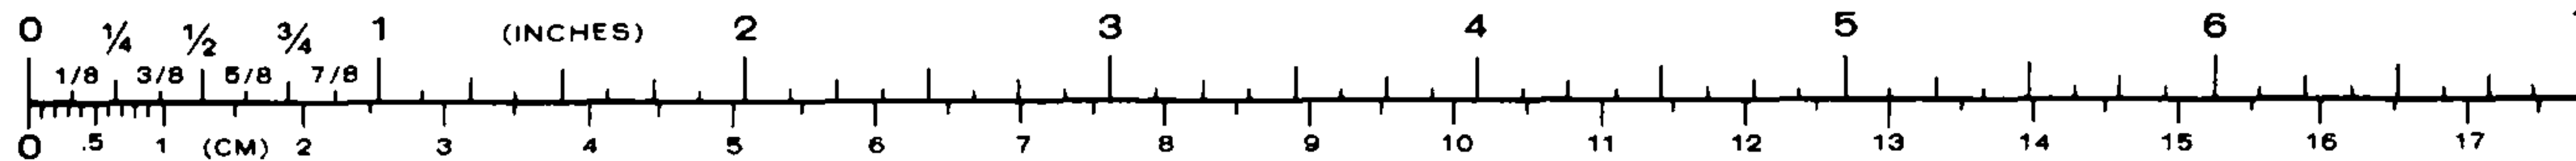 0 ¼ ½ ¾ 1 (INCHES) 2 3 4 5 6
1/8 3/8 5/8 7/8
0 .5 1 (CM) 2 3 4 5 6 7 8 9 10 11 12 13 14 15 16 17